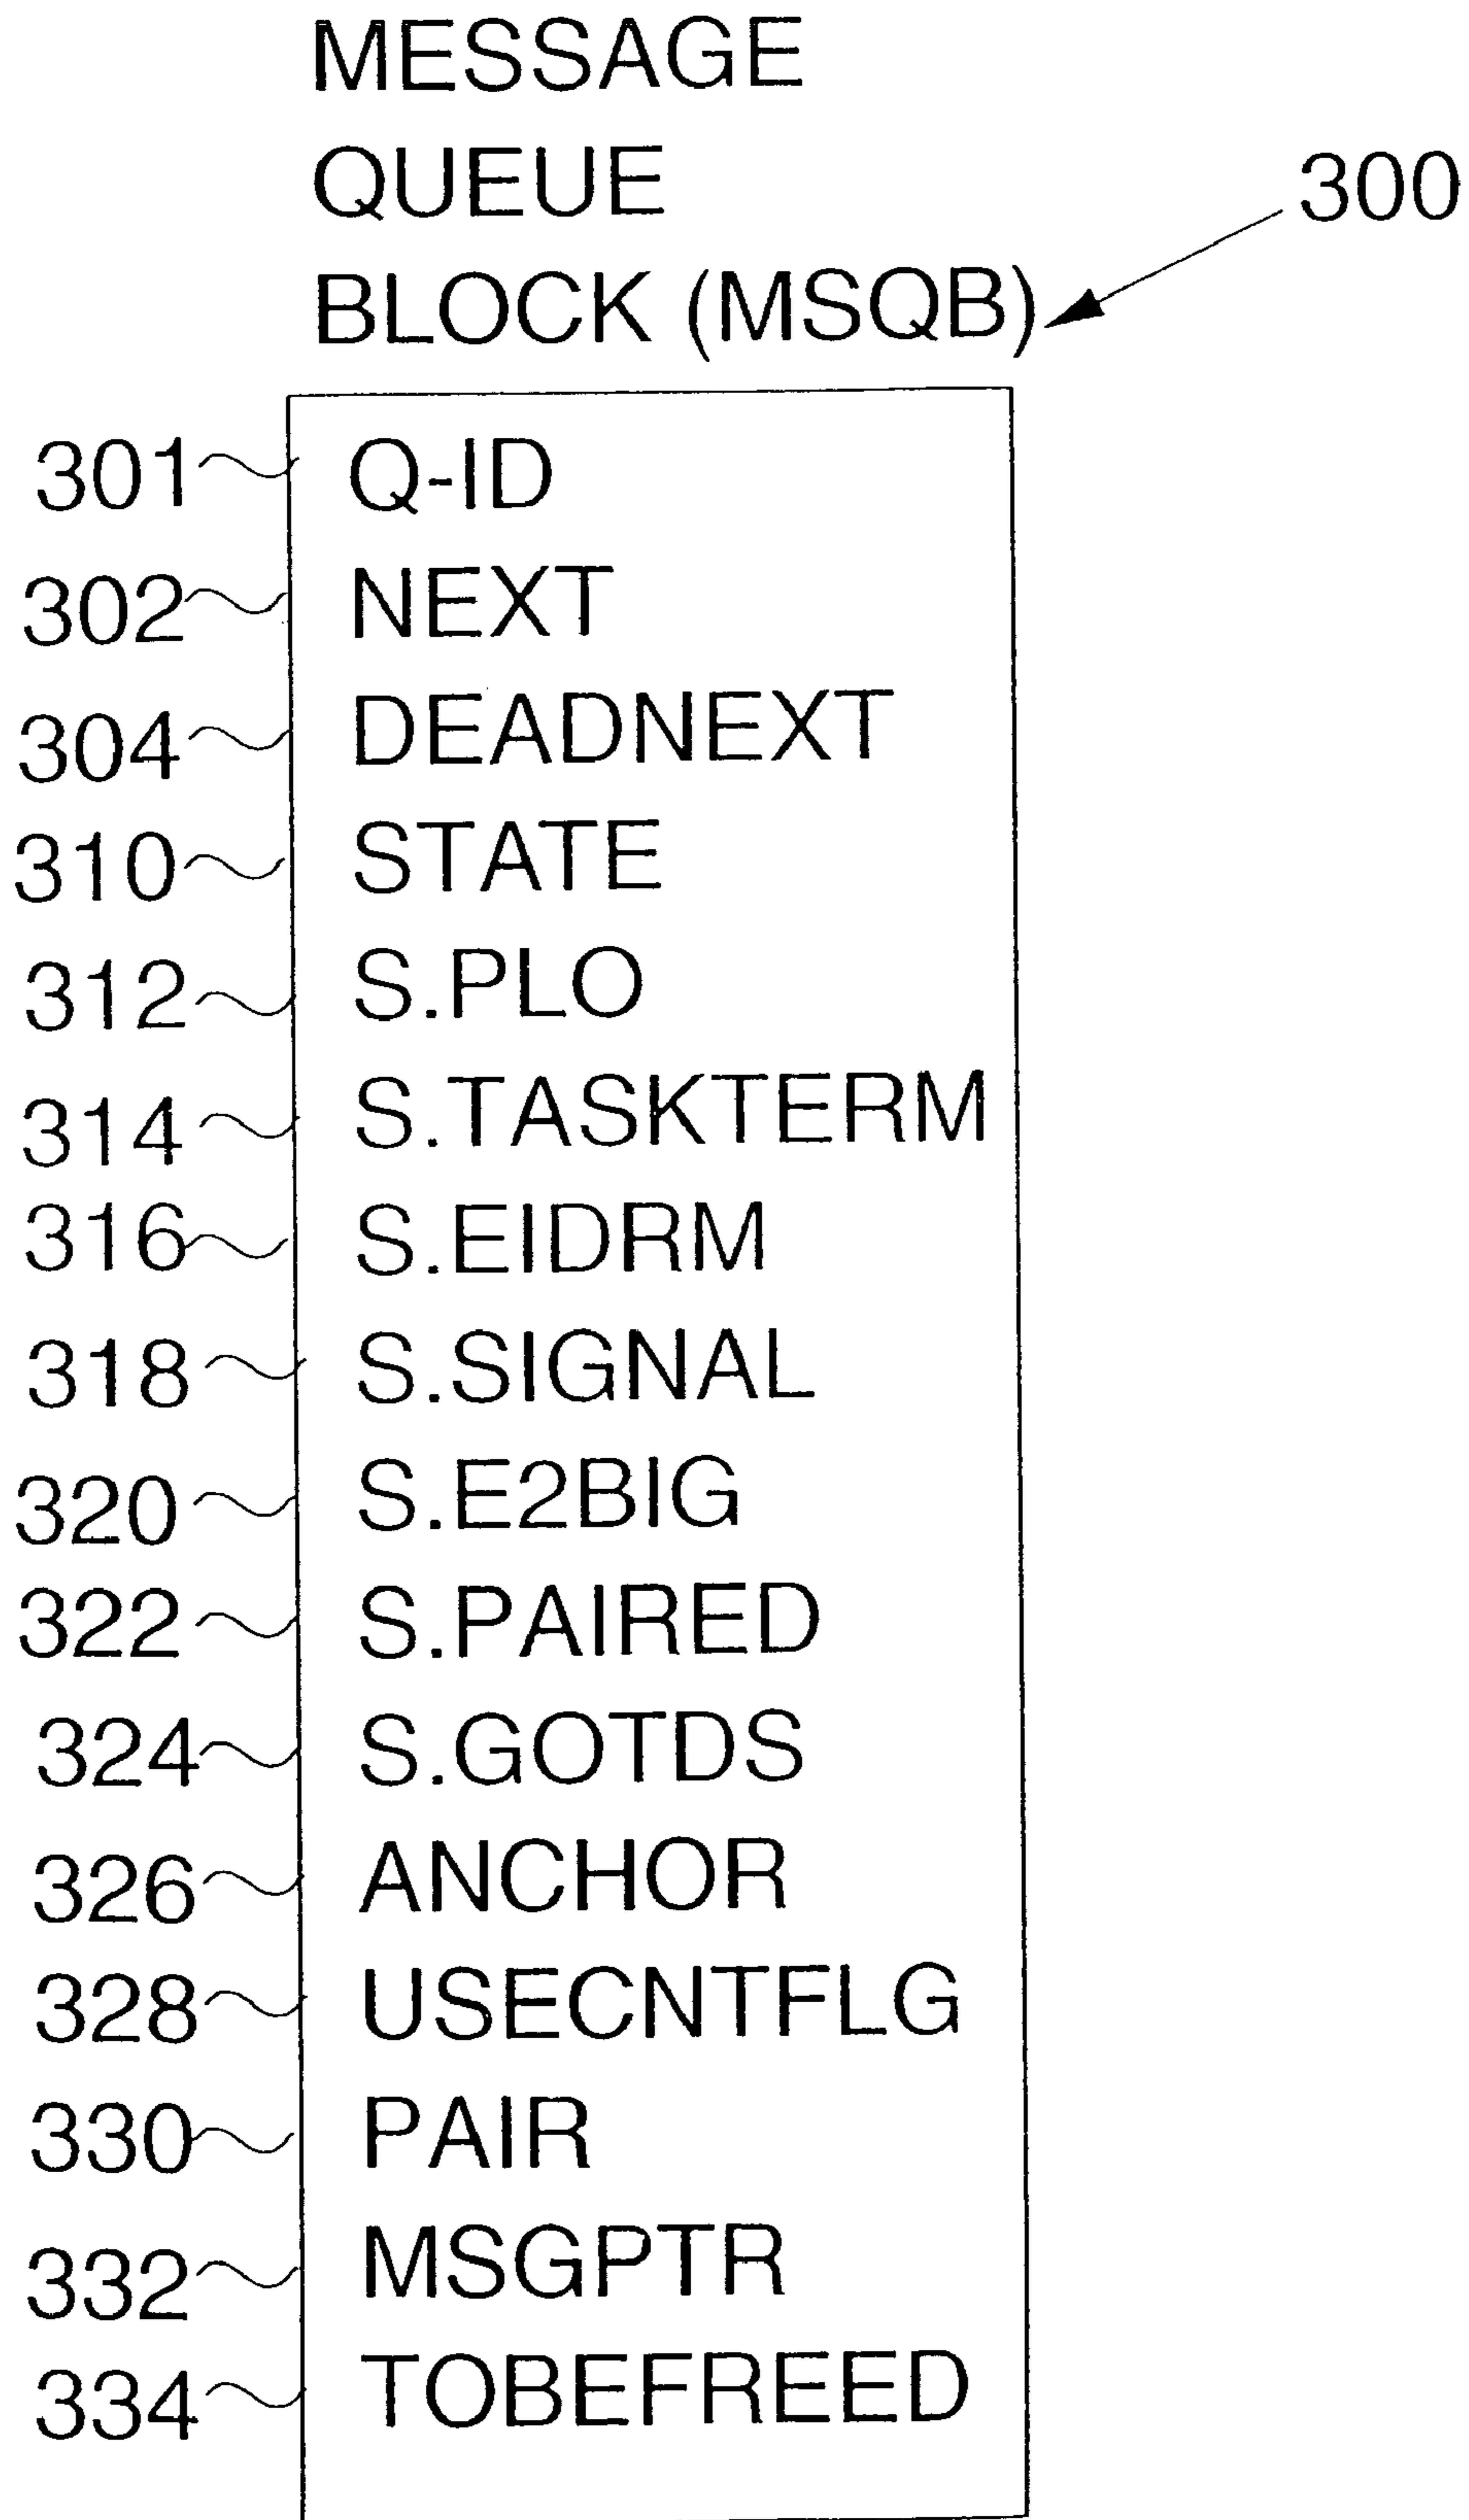 MESSAGE
QUEUE
BLOCK (MSQB)
300
301 Q-ID
302 NEXT
304 DEADNEXT
310 STATE
312 S.PLO
314 S.TASKTERM
316 S.EIDRM
318 S.SIGNAL
320 S.E2BIG
322 S.PAIRED
324 S.GOTDS
326 ANCHOR
328 USECNTFLG
330 PAIR
332 MSGPTR
334 TOBEFREED